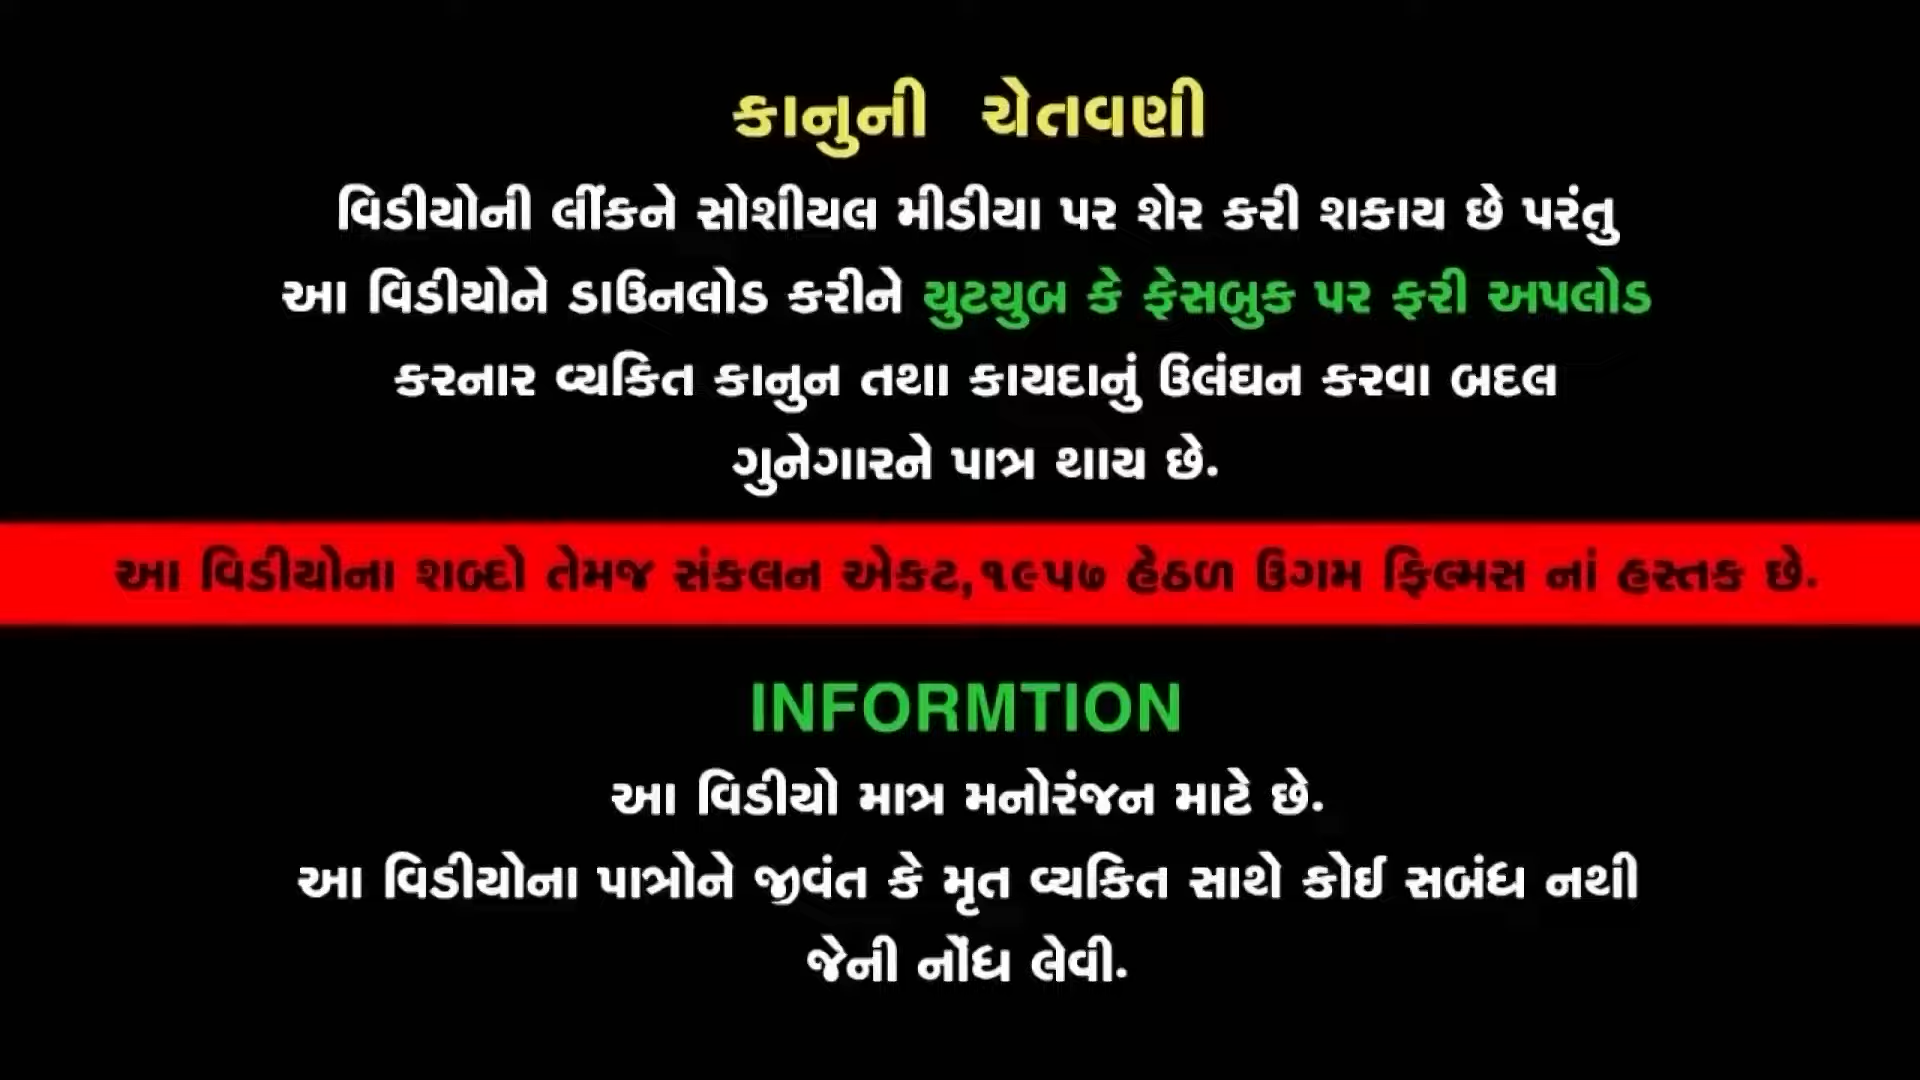 કાનુની ચેતવણી
વિડીયોની લીંકને સોશીયલ મીડીયા પર શેર કરી શકાય છે પરંતુ
આ વિડીયોને ડાઉનલોડ કરીને યુટયુબ કે ફેસબુક પર ફરી અપલોડ
કરનાર વ્યકિત કાનુન તથા કાયદાનું ઉલંઘન કરવા બદલ
ગુનેગારને પાત્ર થાય છે.
આ વિડીયોના શબ્દો તેમજ સંકલન એકટ,૧૯૫૭ હેઠળ ઉગમ ફિલ્મસ નાં હસ્તક છે.
INFORMTION
આ વિડીયો માત્ર મનોરંજન માટે છે.
આ વિડીયોના પાત્રોને જીવંત કે મૃત વ્યકિત સાથે કોઈ સબંધ નથી
જેની નોંધ લેવી.